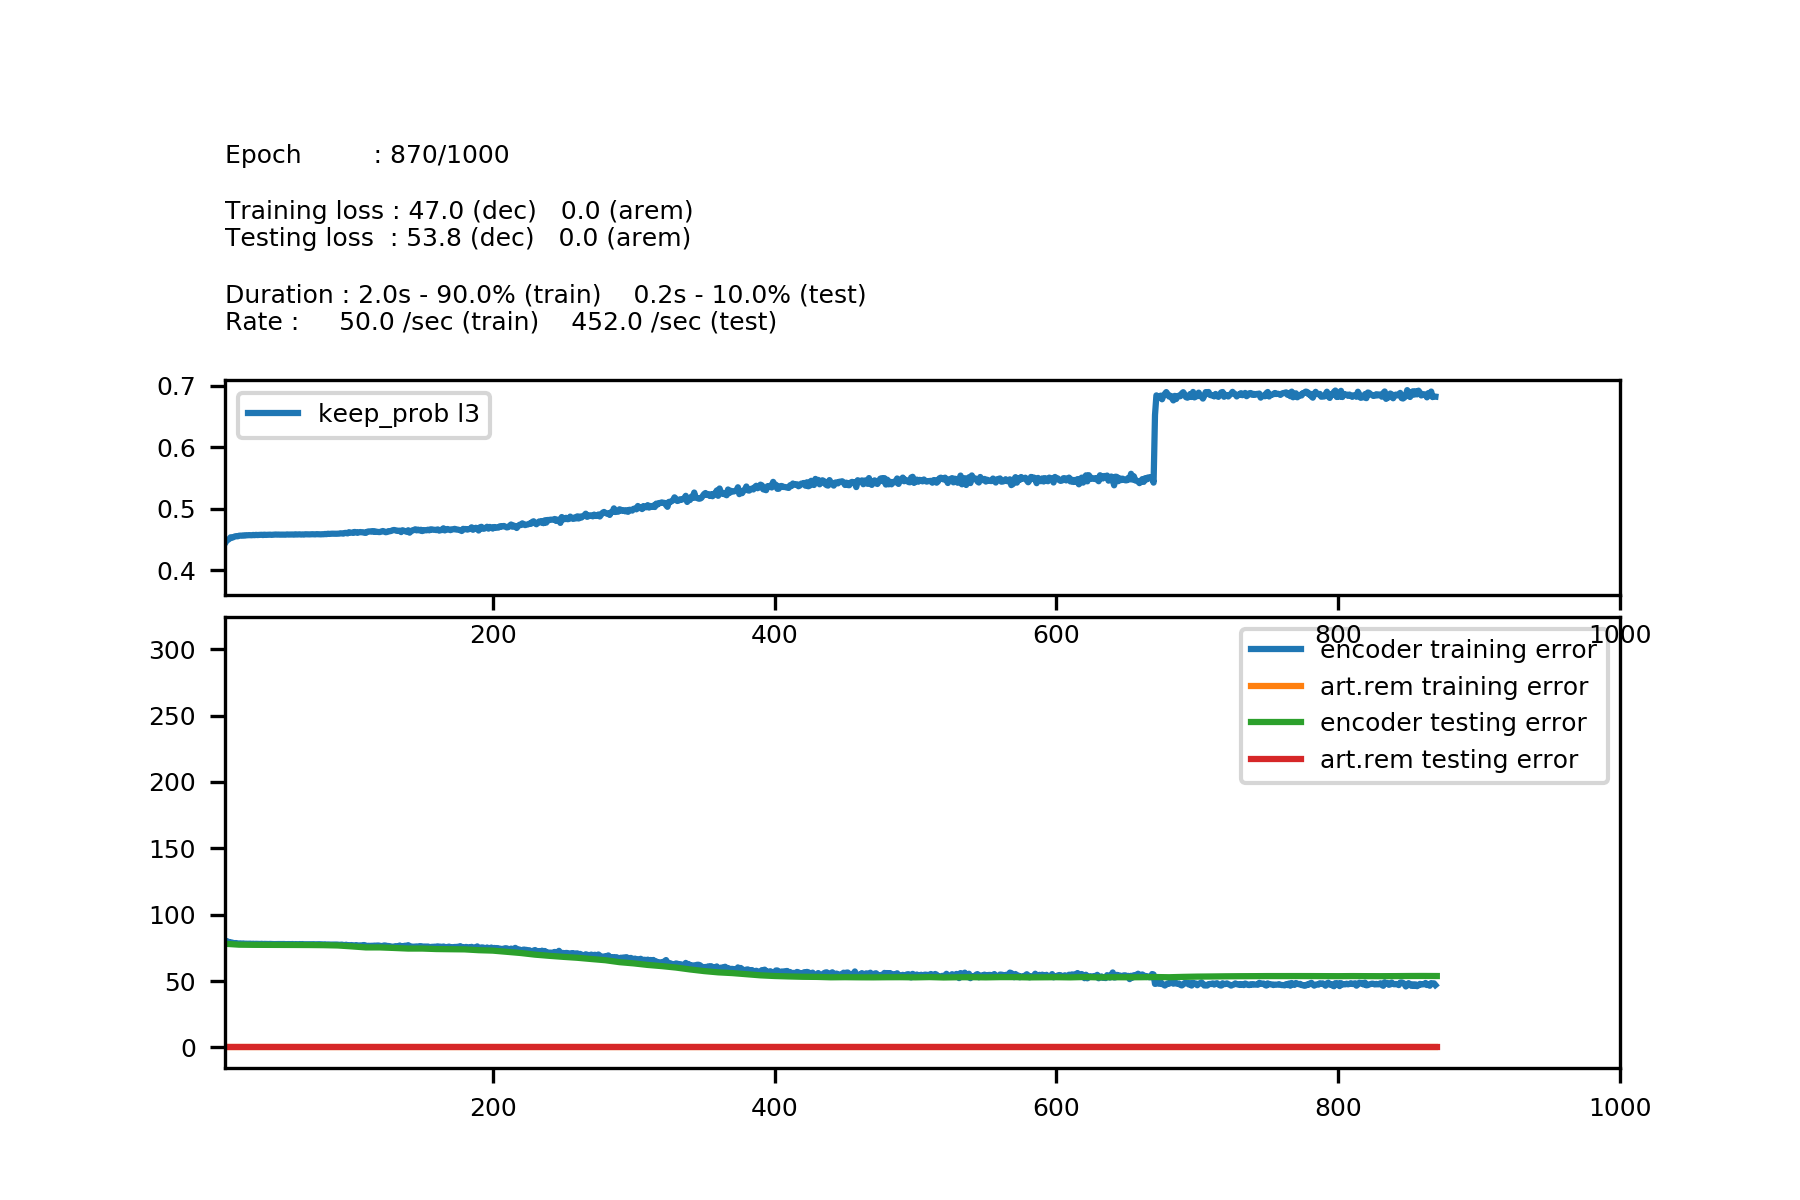 Epoch : 870/1000
Training loss : 47.0 (dec) 0.0 (arem)
Testing loss : 53.8 (dec) 0.0 (arem)
Duration : 2.0s - 90.0% (train) 0.2s - 10.0% (test)
Rate : 50.0 /sec (train) 452.0 /sec (test)
0.7
0.6
0.5
0.4
keep_prob l3
200 400 600 800 1000
300
250
200
150
100
50
0
encoder training error
art.rem training error
encoder testing error
art.rem testing error
200 400 600 800 1000